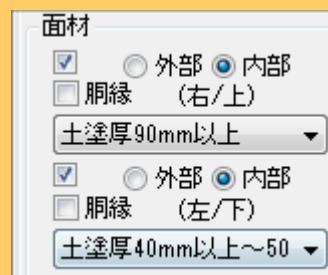 面材
外部 内部
胴縁 (右/上)
土塗厚90mm以上
外部 内部
胴縁 (左/下)
土塗厚40mm以上～50